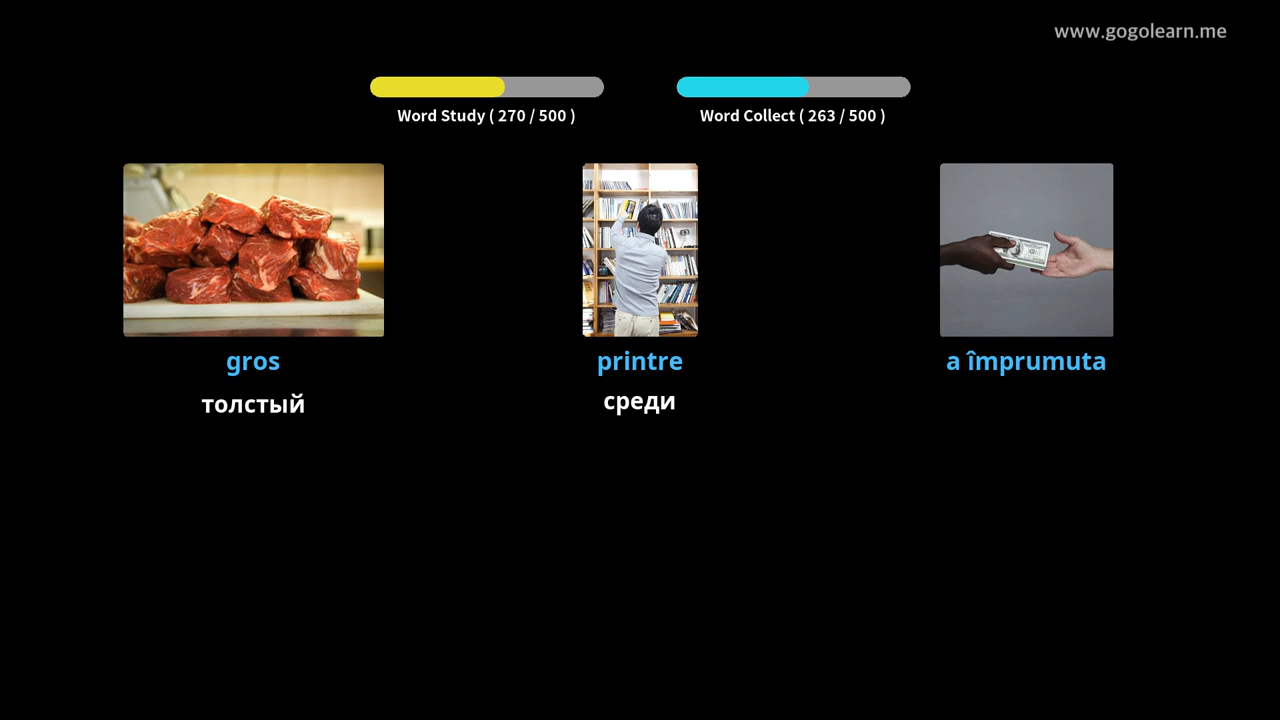 www.gogolearn.me
Word Study ( 270 / 500 )
Word Collect ( 263 / 500 )
gros
printre
a împrumuta
толстый
среди